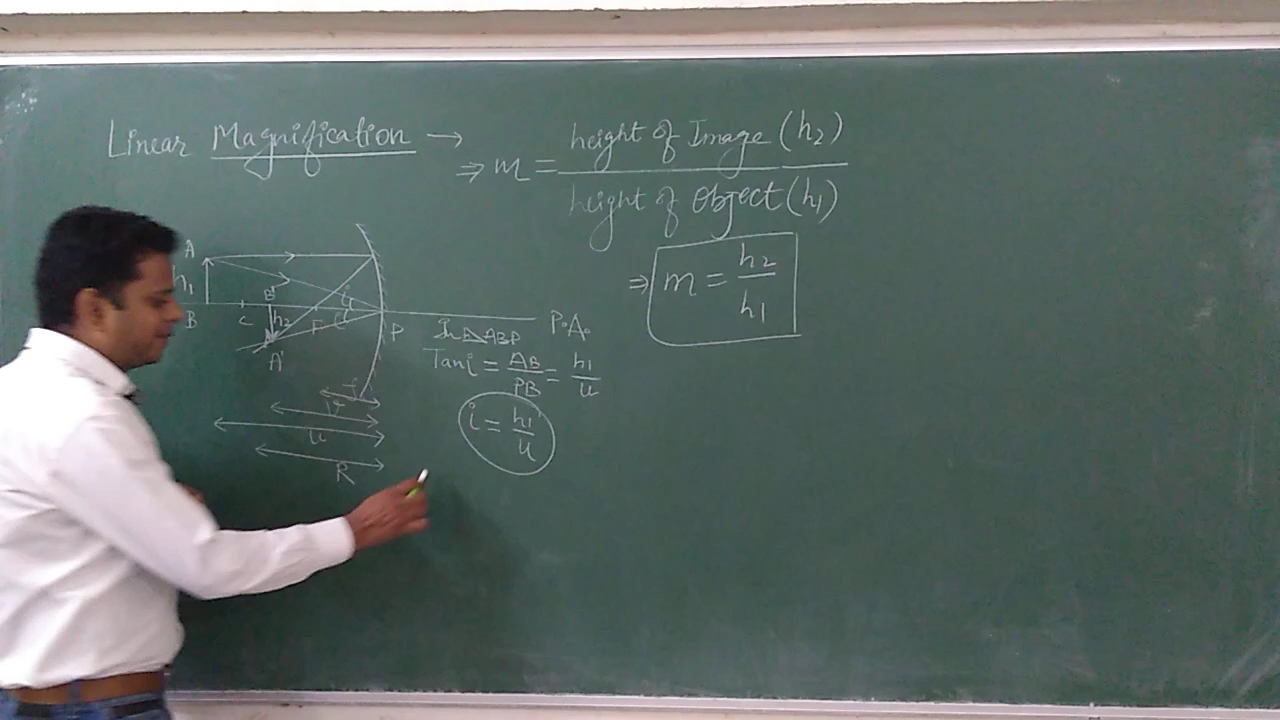 Linear Magnification →
⇒ m = height of Image (h₂) / height of Object (h₁)
⇒ m = h₂ / h₁
A
h₁
B
C
B'
h₂
A'
F
i
P
P.A.
In △ ABP
Tan i = AB / PB = h₁ / u
i = h₁ / u
f
v
u
R